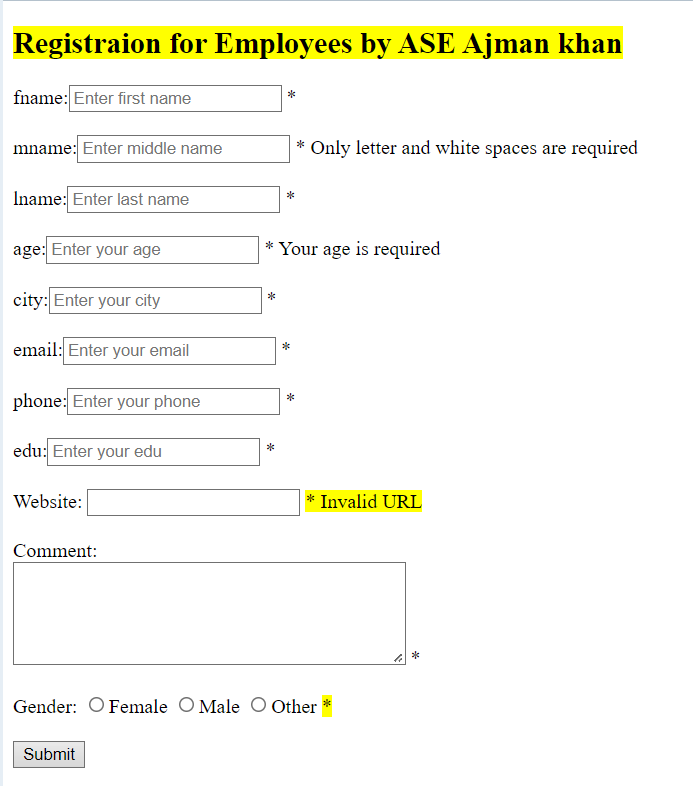 Registraion for Employees by ASE Ajman khan
fname: Enter first name *
mname: Enter middle name * Only letter and white spaces are required
lname: Enter last name *
age: Enter your age * Your age is required
city: Enter your city *
email: Enter your email *
phone: Enter your phone *
edu: Enter your edu *
Website: * Invalid URL
Comment:
*
Gender: Female Male Other *
Submit